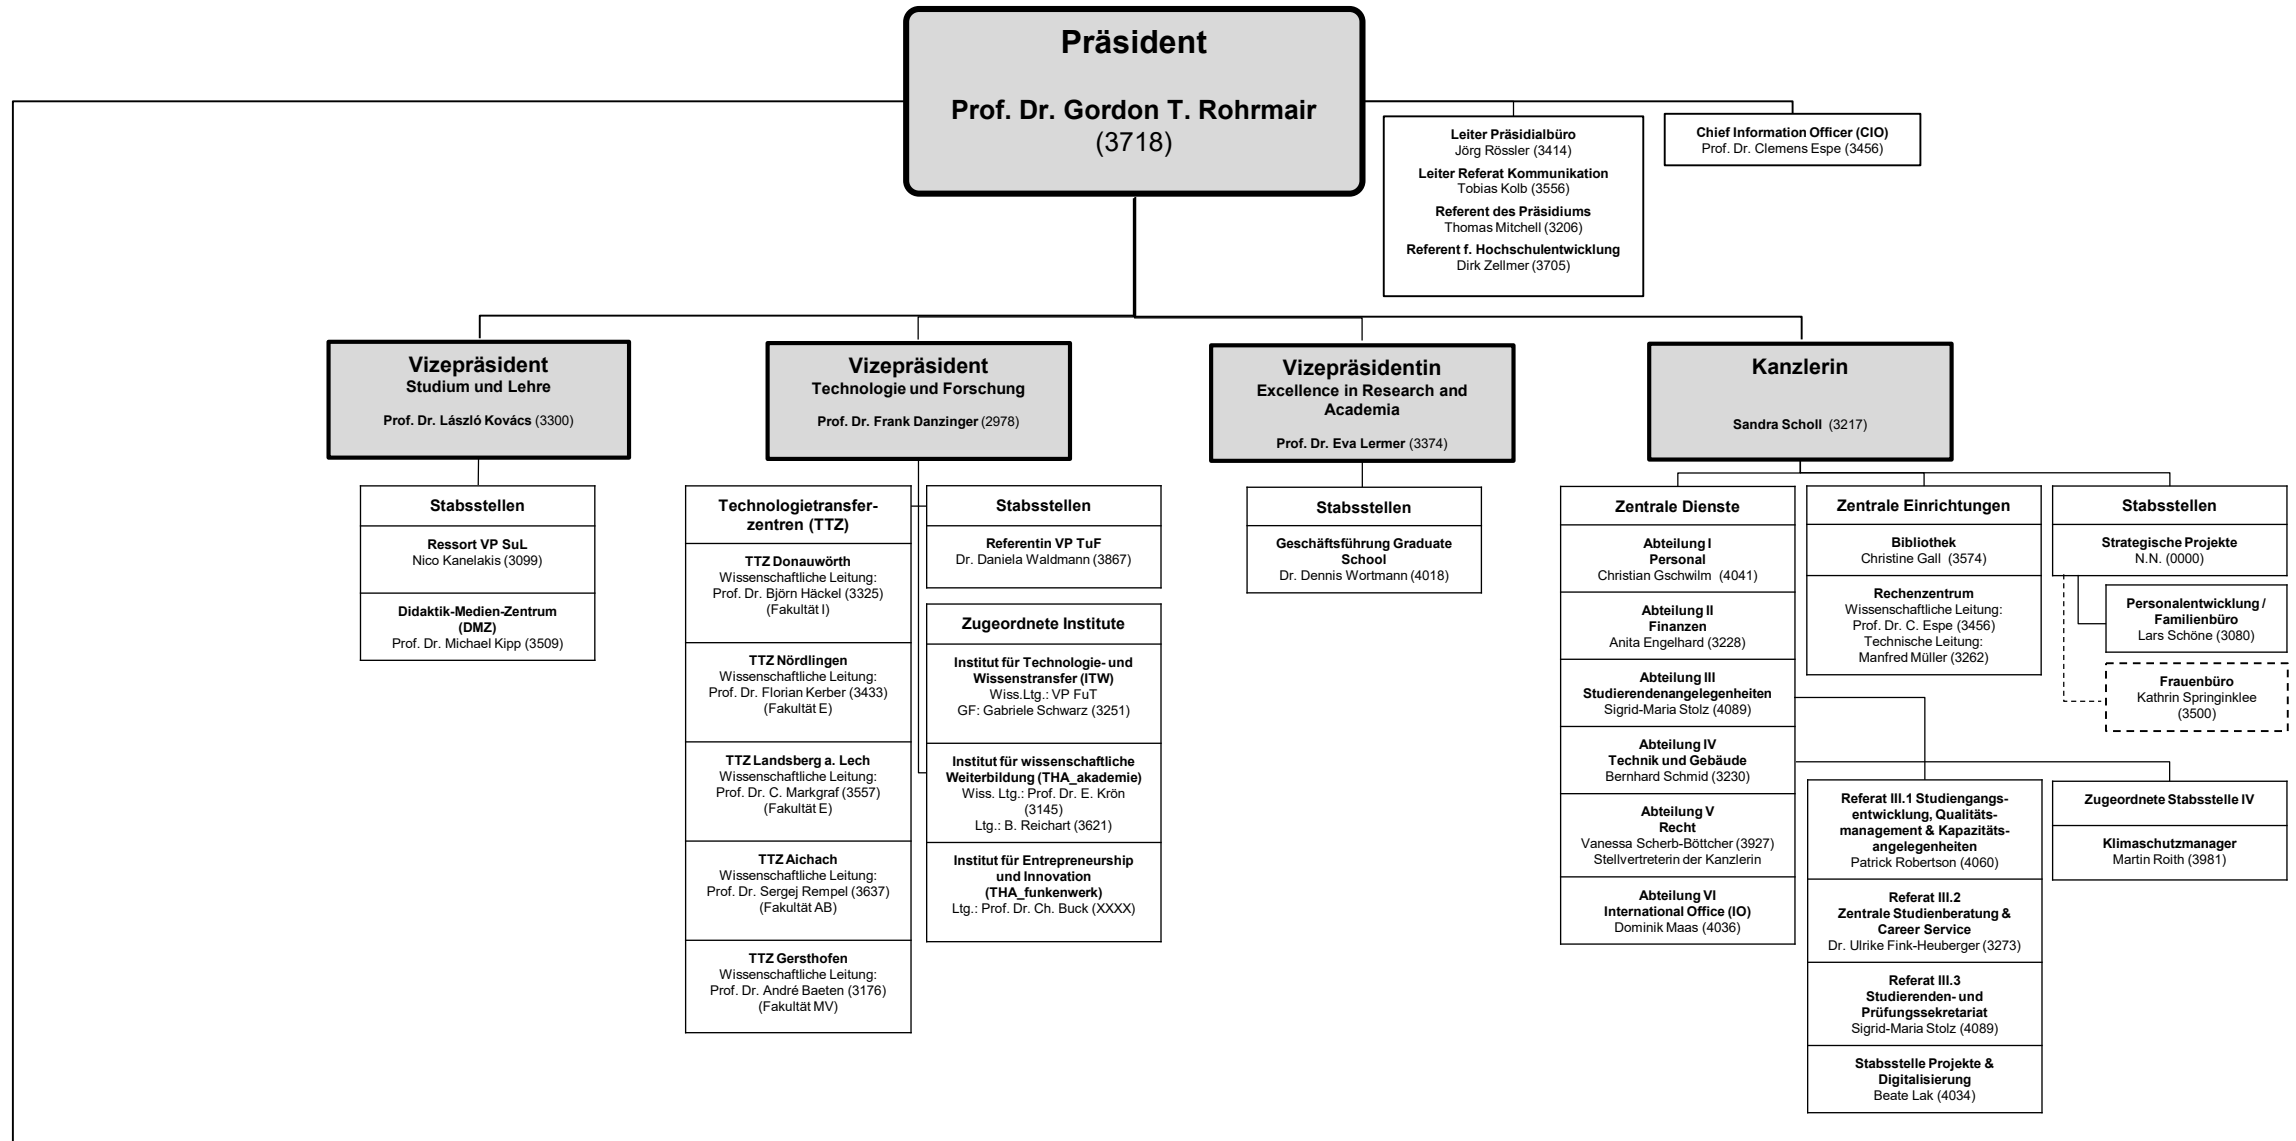 Präsident
Prof. Dr. Gordon T. Rohrmair
(3718)
Leiter Präsidialbüro
Jörg Rössler (3414)
Leiter Referat Kommunikation
Tobias Kolb (3556)
Referent des Präsidiums
Thomas Mitchell (3206)
Referent f. Hochschulentwicklung
Dirk Zellmer (3705)
Chief Information Officer (CIO)
Prof. Dr. Clemens Espe (3456)
Vizepräsident
Studium und Lehre
Prof. Dr. László Kovács (3300)
Vizepräsident
Technologie und Forschung
Prof. Dr. Frank Danzinger (2978)
Vizepräsidentin
Excellence in Research and
Academia
Prof. Dr. Eva Lermer (3374)
Kanzlerin
Sandra Scholl (3217)
Stabsstellen
Ressort VP SuL
Nico Kanelakis (3099)
Didaktik-Medien-Zentrum
(DMZ)
Prof. Dr. Michael Kipp (3509)
Technologietransfer-
zentren (TTZ)
TTZ Donauwörth
Wissenschaftliche Leitung:
Prof. Dr. Björn Häckel (3325)
(Fakultät I)
TTZ Nördlingen
Wissenschaftliche Leitung:
Prof. Dr. Florian Kerber (3433)
(Fakultät E)
TTZ Landsberg a. Lech
Wissenschaftliche Leitung:
Prof. Dr. C. Markgraf (3557)
(Fakultät E)
TTZ Aichach
Wissenschaftliche Leitung:
Prof. Dr. Sergej Rempel (3637)
(Fakultät AB)
TTZ Gersthofen
Wissenschaftliche Leitung:
Prof. Dr. André Baeten (3176)
(Fakultät MV)
Stabsstellen
Referentin VP TuF
Dr. Daniela Waldmann (3867)
Zugeordnete Institute
Institut für Technologie- und
Wissenstransfer (ITW)
Wiss.Ltg.: VP FuT
GF: Gabriele Schwarz (3251)
Institut für wissenschaftliche
Weiterbildung (THA_akademie)
Wiss. Ltg.: Prof. Dr. E. Krön
(3145)
Ltg.: B. Reichart (3621)
Institut für Entrepreneurship
und Innovation
(THA_funkenwerk)
Ltg.: Prof. Dr. Ch. Buck (XXXX)
Stabsstellen
Geschäftsführung Graduate
School
Dr. Dennis Wortmann (4018)
Zentrale Dienste
Abteilung I
Personal
Christian Gschwilm (4041)
Abteilung II
Finanzen
Anita Engelhard (3228)
Abteilung III
Studierendenangelegenheiten
Sigrid-Maria Stolz (4089)
Abteilung IV
Technik und Gebäude
Bernhard Schmid (3230)
Abteilung V
Recht
Vanessa Scherb-Böttcher (3927)
Stellvertreterin der Kanzlerin
Abteilung VI
International Office (IO)
Dominik Maas (4036)
Zentrale Einrichtungen
Bibliothek
Christine Gall (3574)
Rechenzentrum
Wissenschaftliche Leitung:
Prof. Dr. C. Espe (3456)
Technische Leitung:
Manfred Müller (3262)
Referat III.1 Studiengangs-
entwicklung, Qualitäts-
management & Kapazitäts-
angelegenheiten
Patrick Robertson (4060)
Referat III.2
Zentrale Studienberatung &
Career Service
Dr. Ulrike Fink-Heuberger (3273)
Referat III.3
Studierenden- und
Prüfungssekretariat
Sigrid-Maria Stolz (4089)
Stabsstelle Projekte &
Digitalisierung
Beate Lak (4034)
Stabsstellen
Strategische Projekte
N.N. (0000)
Personalentwicklung /
Familienbüro
Lars Schöne (3080)
Frauenbüro
Kathrin Springinklee
(3500)
Zugeordnete Stabsstelle IV
Klimaschutzmanager
Martin Roith (3981)